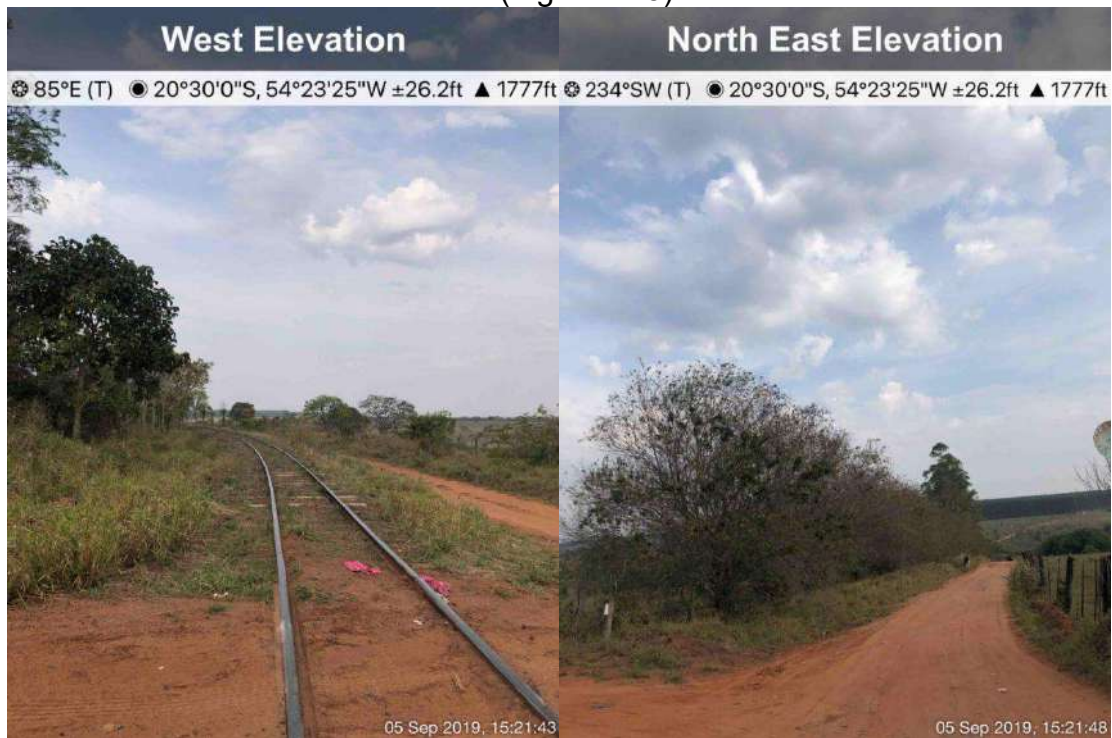 West Elevation
85°E (T) 20°30'0"S, 54°23'25"W ±26.2ft ▲ 1777ft
05 Sep 2019, 15:21:43
North East Elevation
234°SW (T) 20°30'0"S, 54°23'25"W ±26.2ft ▲ 1777ft
05 Sep 2019, 15:21:48